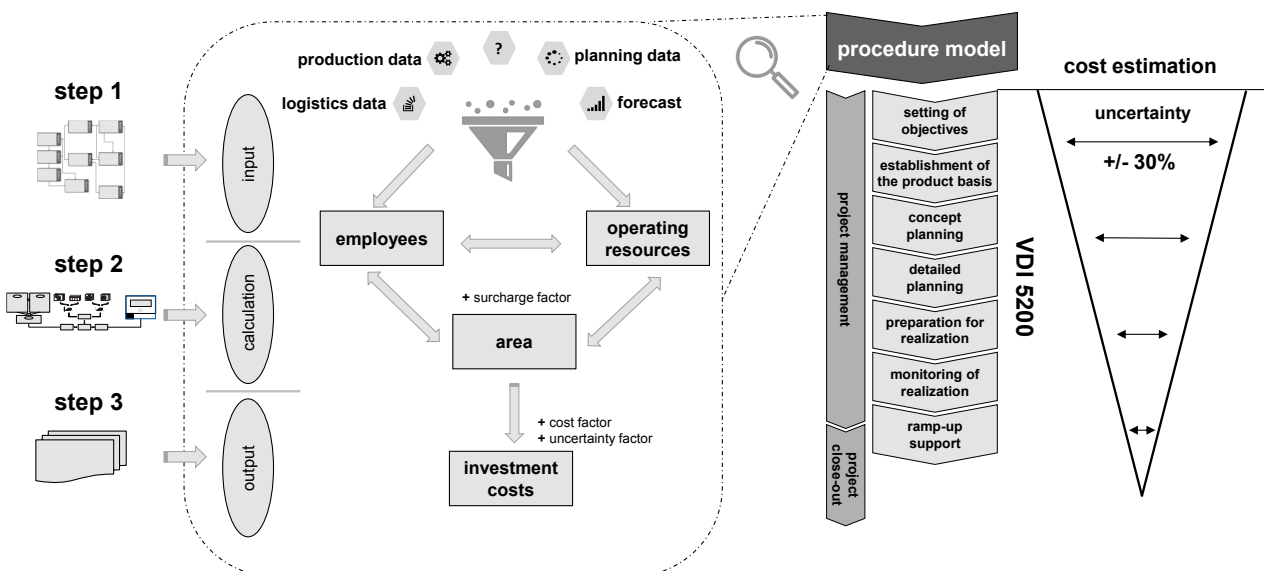 step 1
step 2
step 3
input
calculation
output
production data
?
planning data
logistics data
forecast
employees
operating
resources
+ surcharge factor
area
+ cost factor
+ uncertainty factor
investment
costs
procedure model
project management
project
close-out
setting of
objectives
establishment of
the product basis
concept
planning
detailed
planning
preparation for
realization
monitoring of
realization
ramp-up
support
VDI 5200
cost estimation
uncertainty
+/- 30%